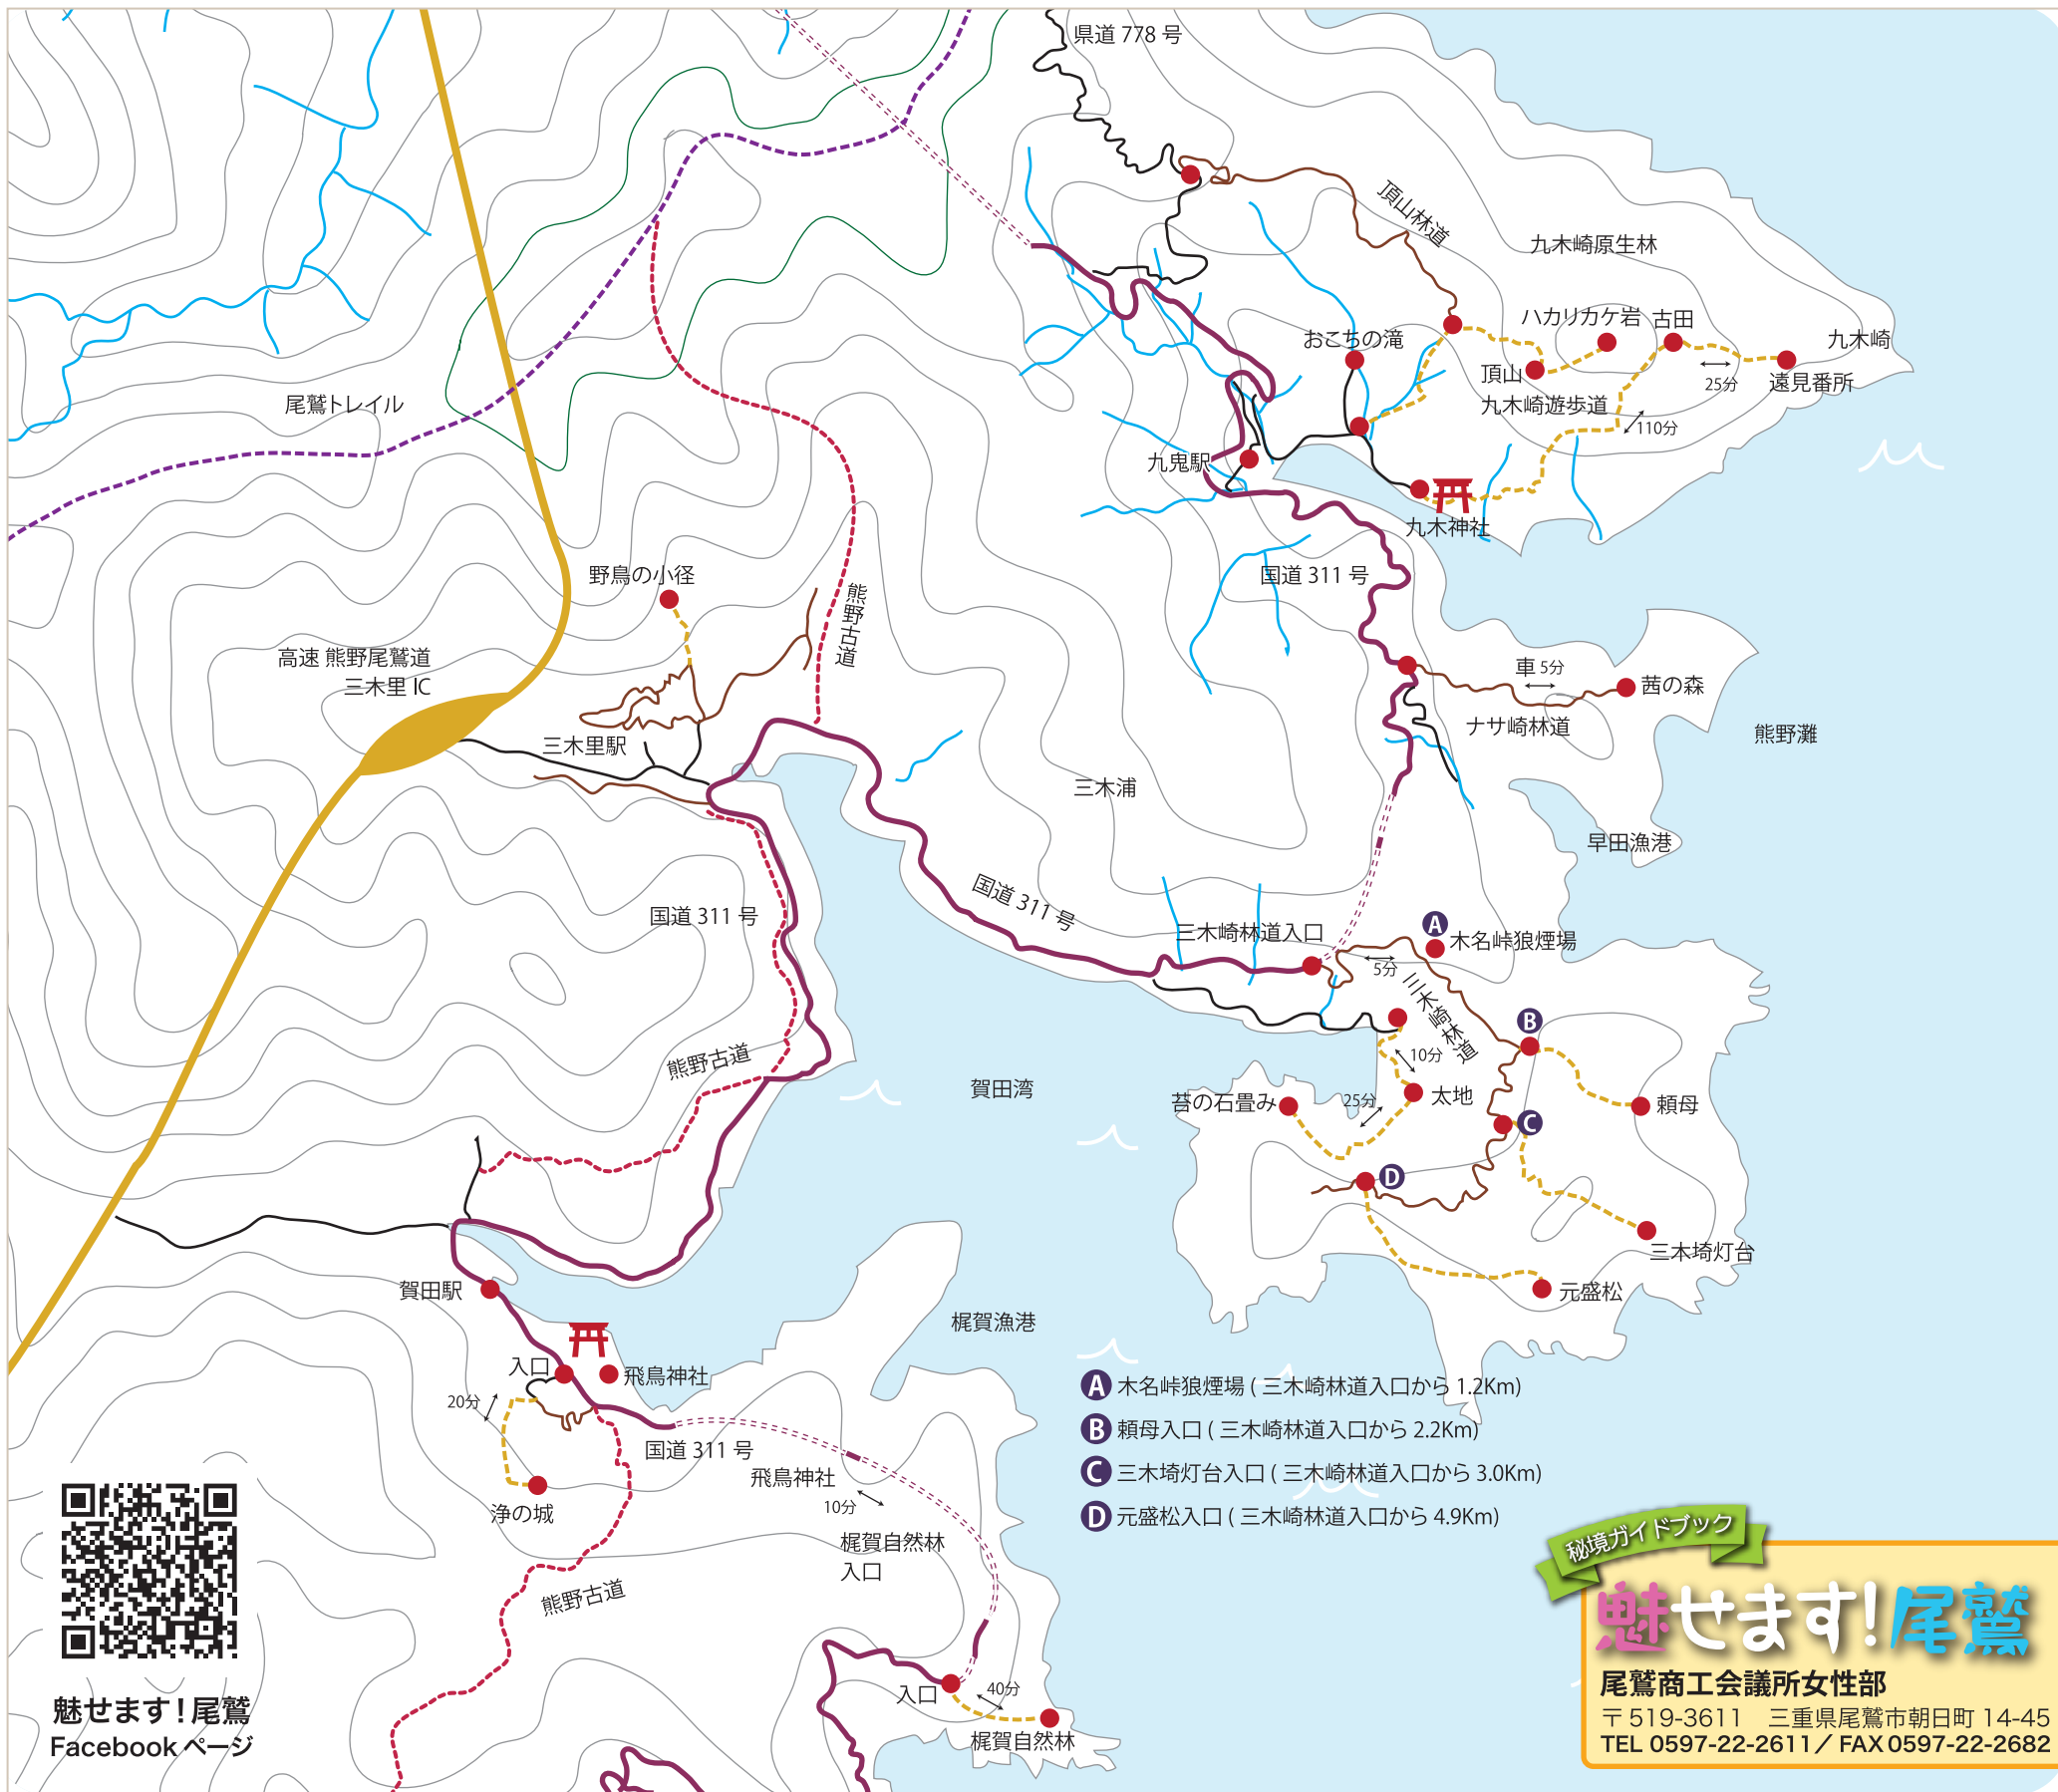 県道 778 号
頂山林道
九木崎原生林
ハカリカケ岩
古田
九木崎
おこちの滝
頂山
25分
遠見番所
九木崎遊歩道
110分
尾鷲トレイル
九鬼駅
九木神社
野鳥の小径
国道 311 号
熊野古道
高速 熊野尾鷲道
三木里 IC
車 5分
茜の森
ナサ崎林道
熊野灘
三木里駅
三木浦
早田漁港
国道 311 号
国道 311 号
三木崎林道入口
A
木名峠狼煙場
5分
三木崎林道
B
熊野古道
10分
賀田湾
苔の石畳み
25分
太地
頼母
C
D
三木埼灯台
賀田駅
元盛松
梶賀漁港
入口
飛鳥神社
20分
国道 311 号
飛鳥神社
10分
浄の城
梶賀自然林
入口
熊野古道
入口
40分
梶賀自然林
A 木名峠狼煙場 ( 三木崎林道入口から 1.2Km)
B 頼母入口 ( 三木崎林道入口から 2.2Km)
C 三木埼灯台入口 ( 三木崎林道入口から 3.0Km)
D 元盛松入口 ( 三木崎林道入口から 4.9Km)
魅せます！尾鷲
Facebook ページ
秘境ガイドブック
魅せます！尾鷲
尾鷲商工会議所女性部
〒519-3611　三重県尾鷲市朝日町 14-45
TEL 0597-22-2611／FAX 0597-22-2682